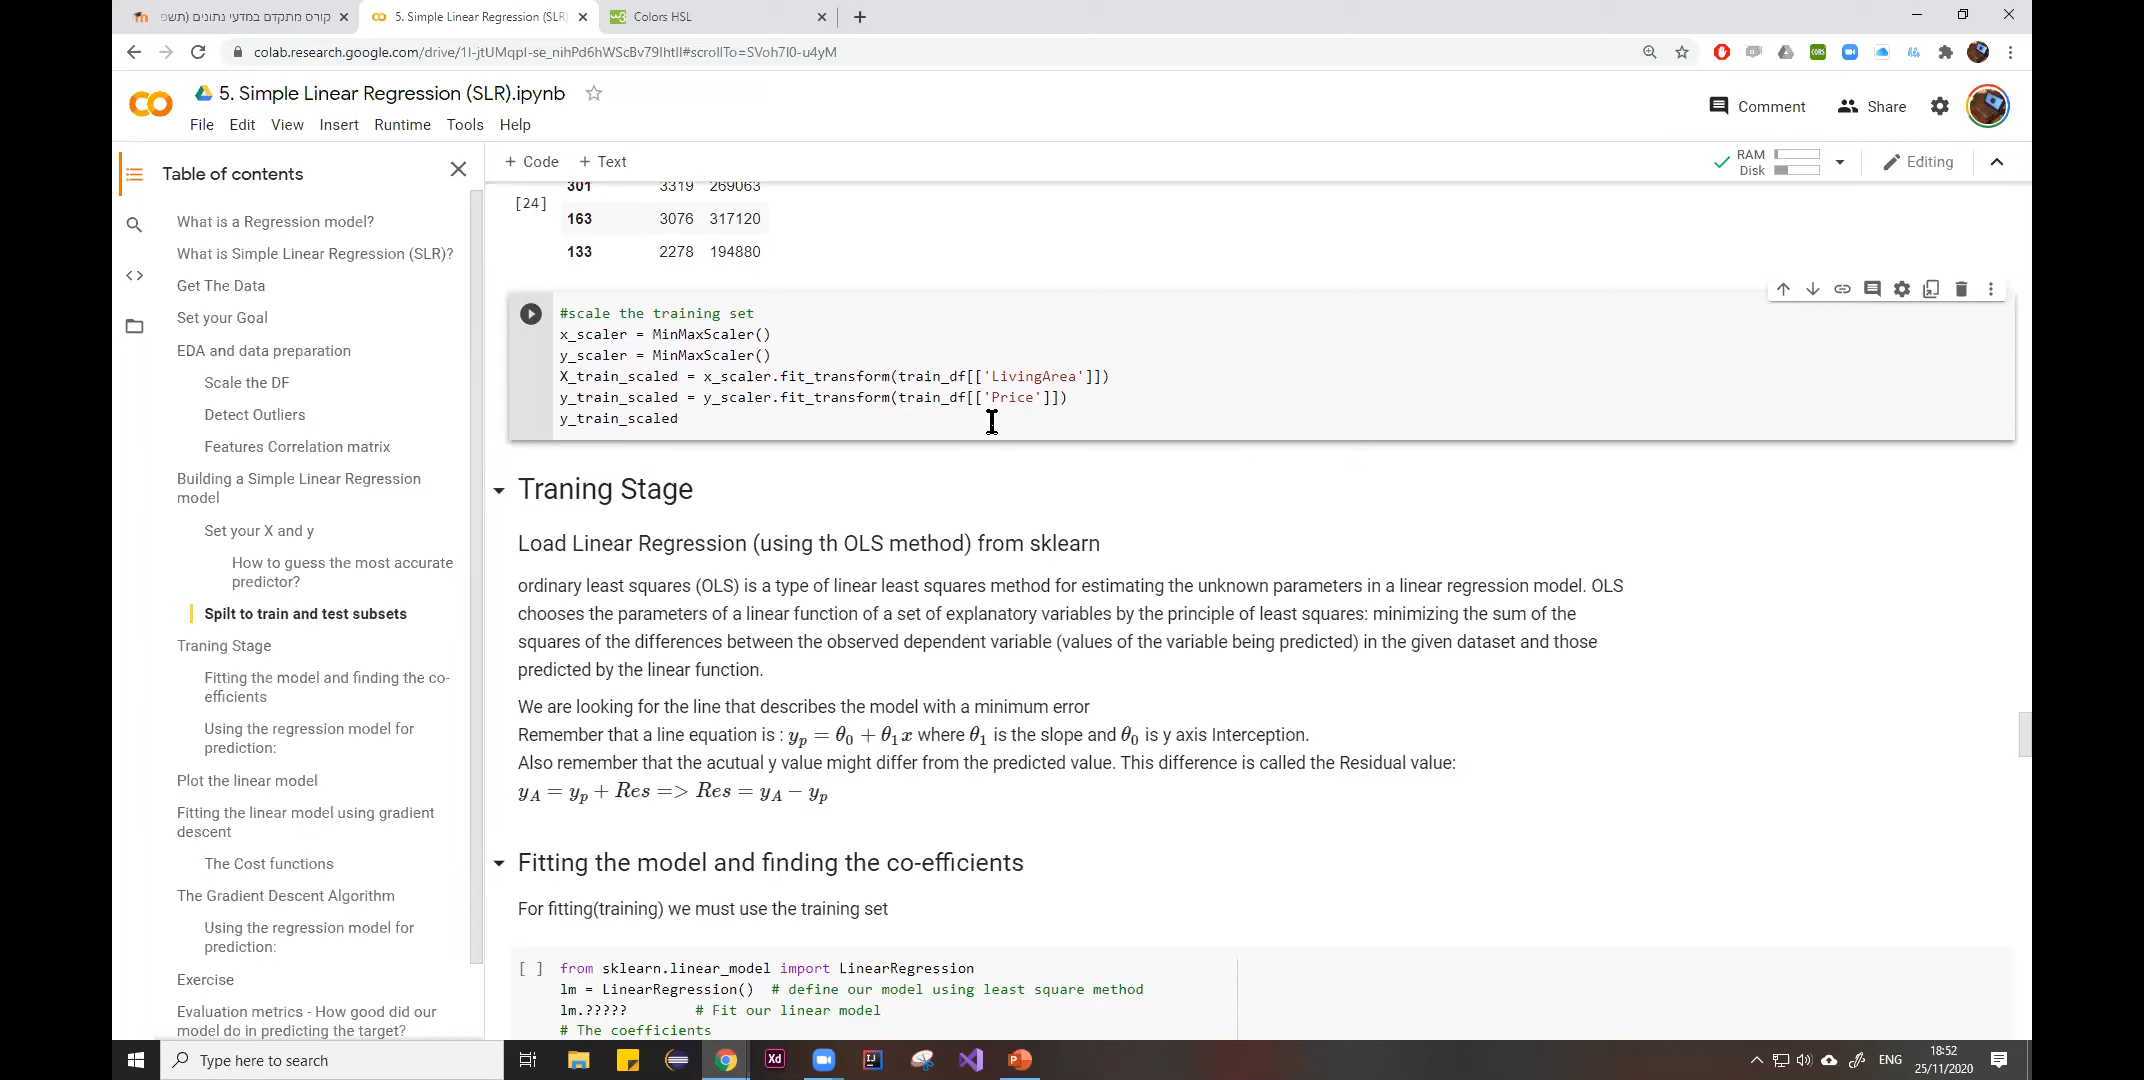 קורס מתקדם במדעי נתונים (תשפ
5. Simple Linear Regression (SLR)
Colors HSL
colab.research.google.com/drive/1I-jtUMqpI-se_nihPd6hWScBv79IhtlI#scrollTo=SVoh7l0-u4yM
5. Simple Linear Regression (SLR).ipynb
Comment
Share
File Edit View Insert Runtime Tools Help
Table of contents
+ Code + Text
RAM
Disk
Editing
What is a Regression model?
What is Simple Linear Regression (SLR)?
Get The Data
Set your Goal
EDA and data preparation
Scale the DF
Detect Outliers
Features Correlation matrix
Building a Simple Linear Regression
model
Set your X and y
How to guess the most accurate
predictor?
Spilt to train and test subsets
Traning Stage
Fitting the model and finding the co-
efficients
Using the regression model for
prediction:
Plot the linear model
Fitting the linear model using gradient
descent
The Cost functions
The Gradient Descent Algorithm
Using the regression model for
prediction:
Exercise
Evaluation metrics - How good did our
model do in predicting the target?
301 3319 269063
[24]
163 3076 317120
133 2278 194880
#scale the training set
x_scaler = MinMaxScaler()
y_scaler = MinMaxScaler()
X_train_scaled = x_scaler.fit_transform(train_df[['LivingArea']])
y_train_scaled = y_scaler.fit_transform(train_df[['Price']])
y_train_scaled
Traning Stage
Load Linear Regression (using th OLS method) from sklearn
ordinary least squares (OLS) is a type of linear least squares method for estimating the unknown parameters in a linear regression model. OLS
chooses the parameters of a linear function of a set of explanatory variables by the principle of least squares: minimizing the sum of the
squares of the differences between the observed dependent variable (values of the variable being predicted) in the given dataset and those
predicted by the linear function.
We are looking for the line that describes the model with a minimum error
Remember that a line equation is : yₚ = θ₀ + θ₁x where θ₁ is the slope and θ₀ is y axis Interception.
Also remember that the acutual y value might differ from the predicted value. This difference is called the Residual value:
y_A = y_p + Res => Res = y_A − y_p
Fitting the model and finding the co-efficients
For fitting(training) we must use the training set
[ ] from sklearn.linear_model import LinearRegression
lm = LinearRegression() # define our model using least square method
lm.????? # Fit our linear model
# The coefficients
Type here to search
Xd
IJ
ENG
18:52
25/11/2020